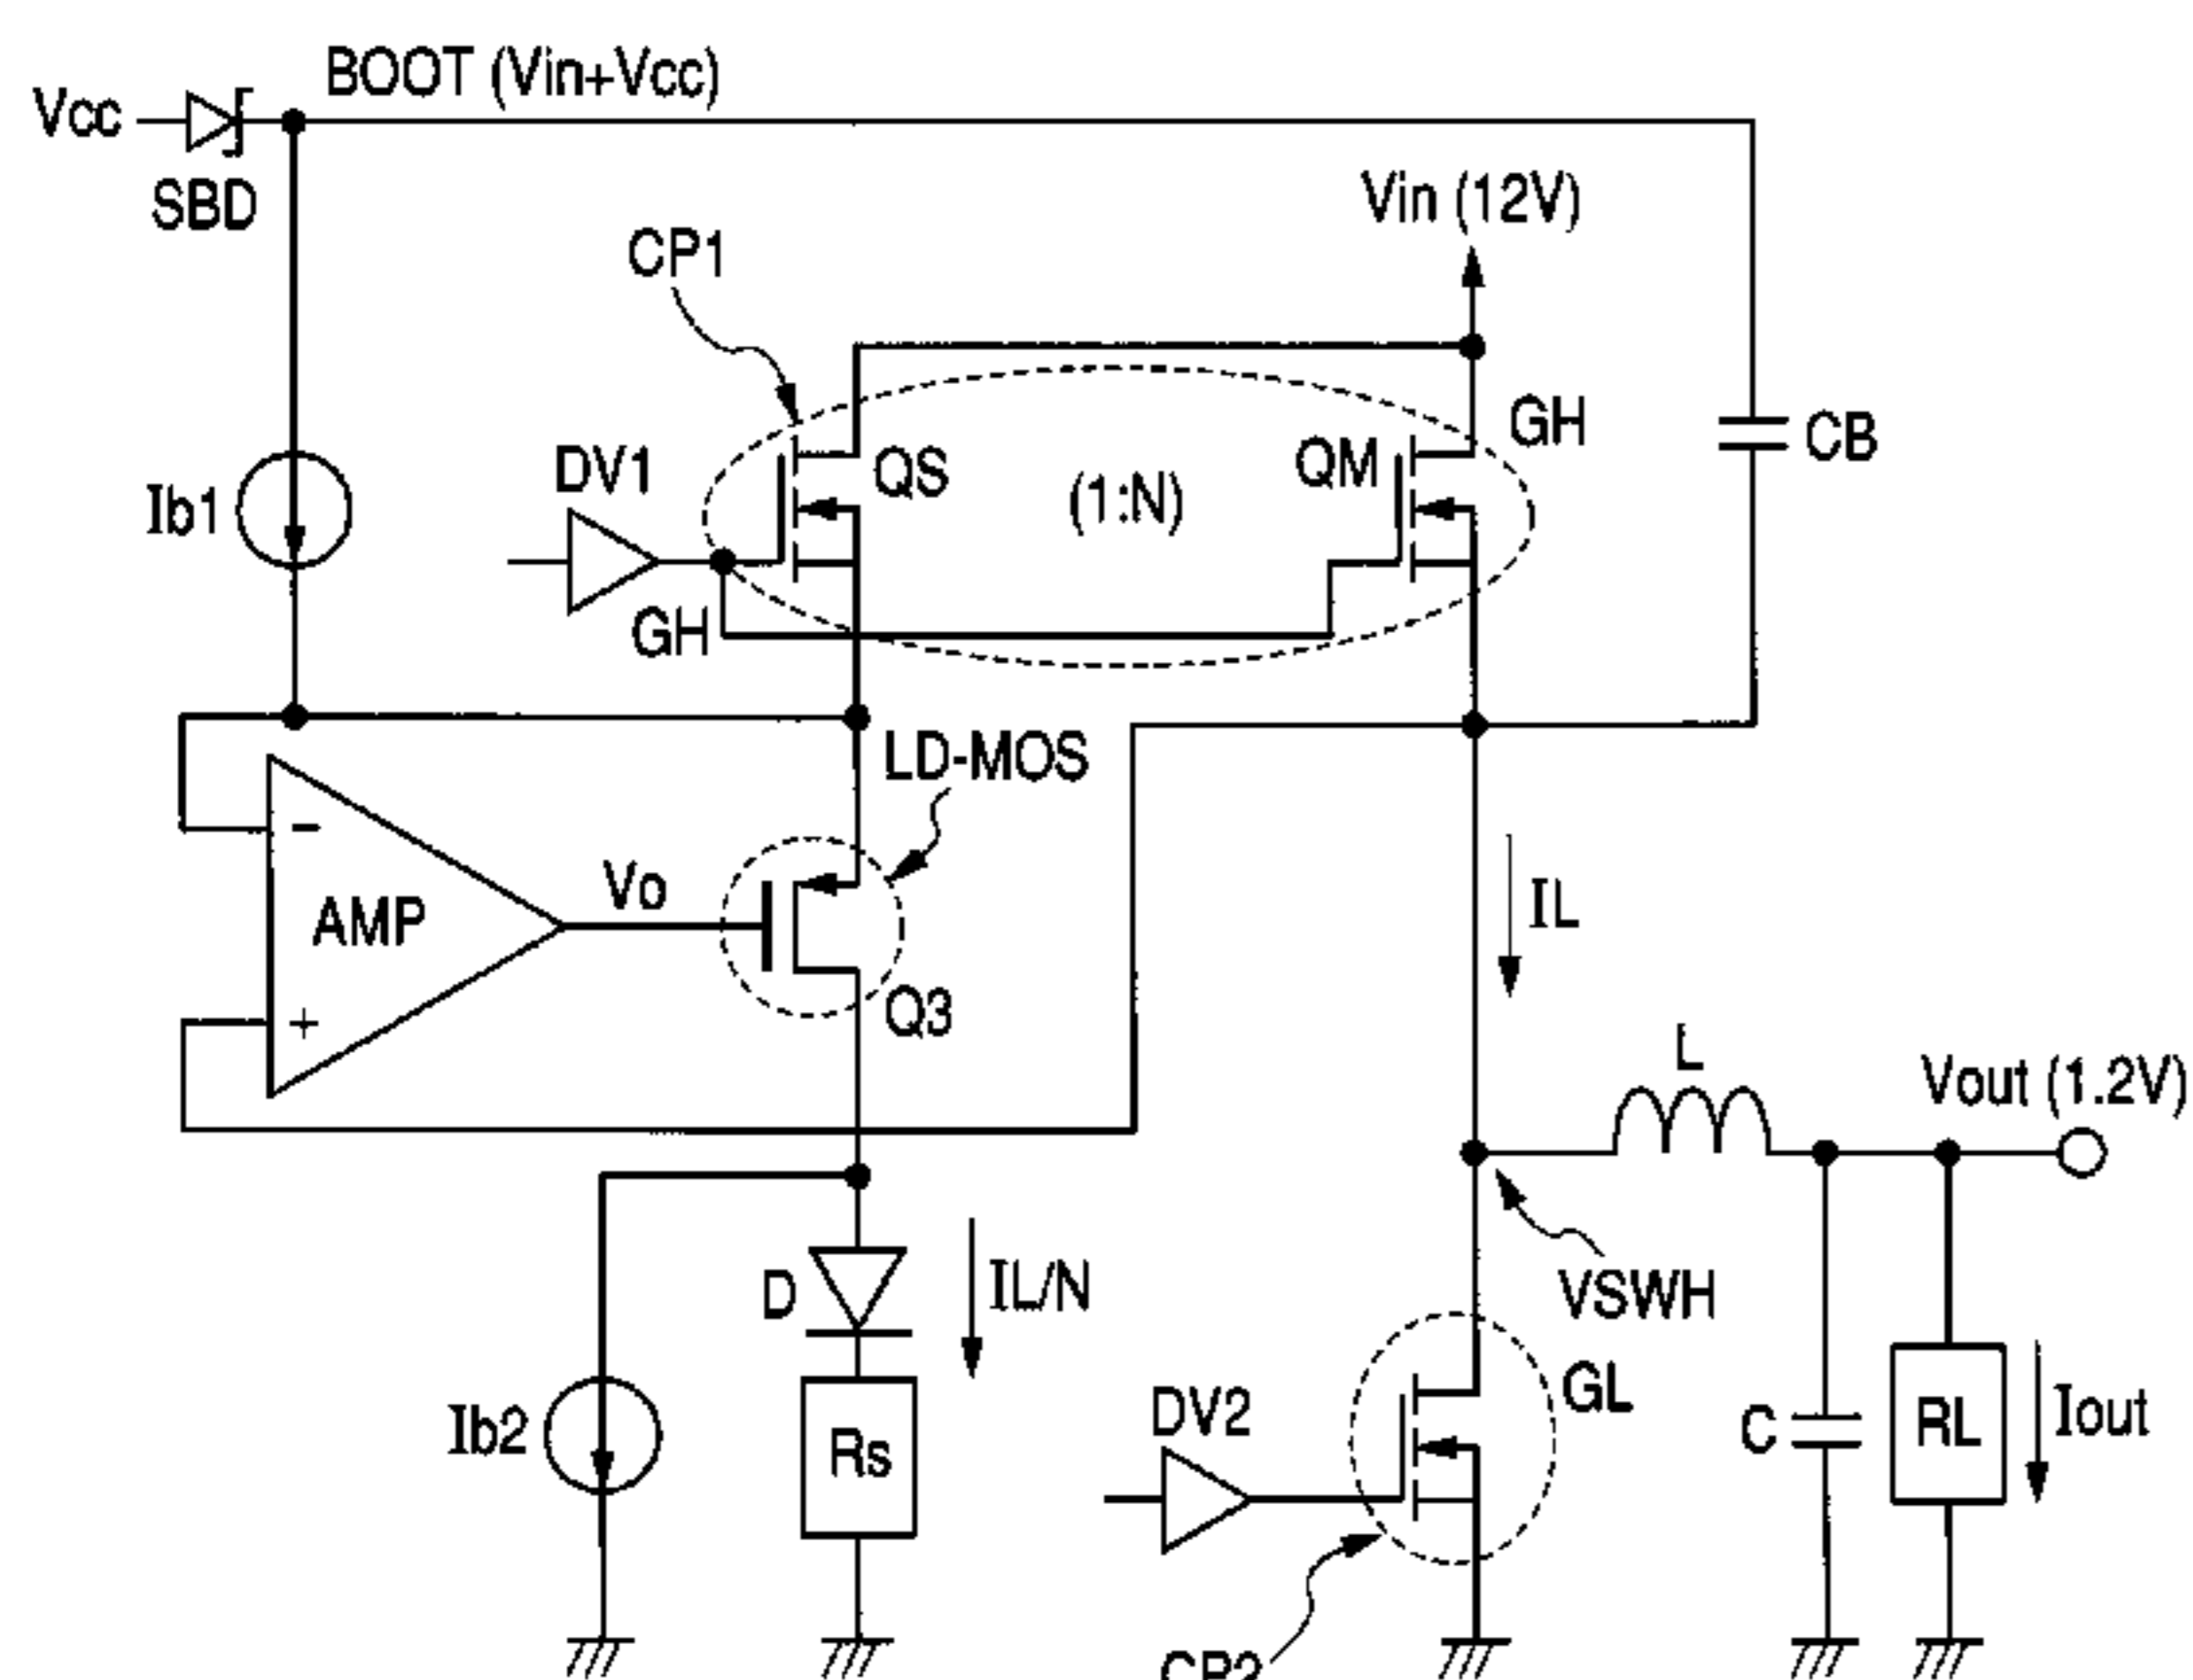 BOOT (Vin+Vcc)
Vcc
SBD
Vin (12V)
CP1
GH
DV1
QS
(1:N)
QM
CB
Ib1
GH
LD-MOS
-
AMP
Vo
IL
+
Q3
L
Vout (1.2V)
D
IL/N
VSWH
Ib2
Rs
DV2
GL
C
RL
Iout
CP2